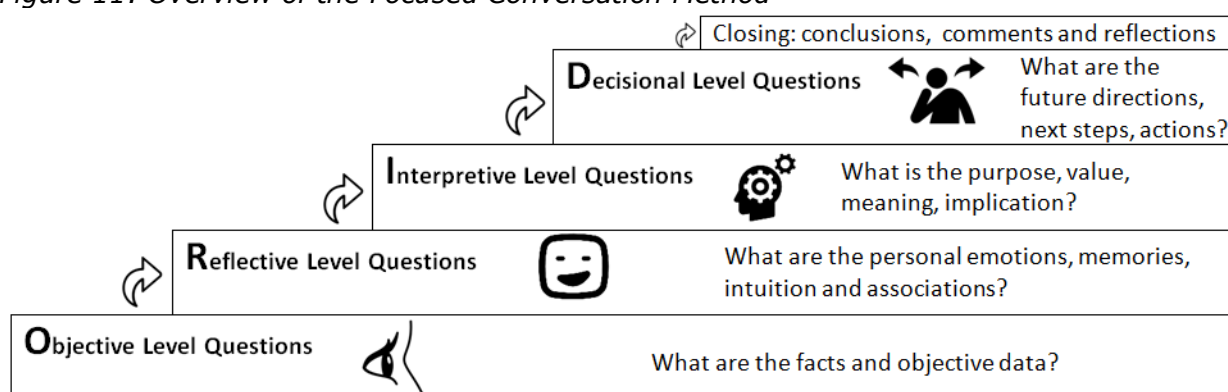 Figure 11: Overview of the Focused Conversation Method
Closing: conclusions, comments and reflections
Decisional Level Questions
What are the
future directions,
next steps, actions?
Interpretive Level Questions
What is the purpose, value,
meaning, implication?
Reflective Level Questions
What are the personal emotions, memories,
intuition and associations?
Objective Level Questions
What are the facts and objective data?